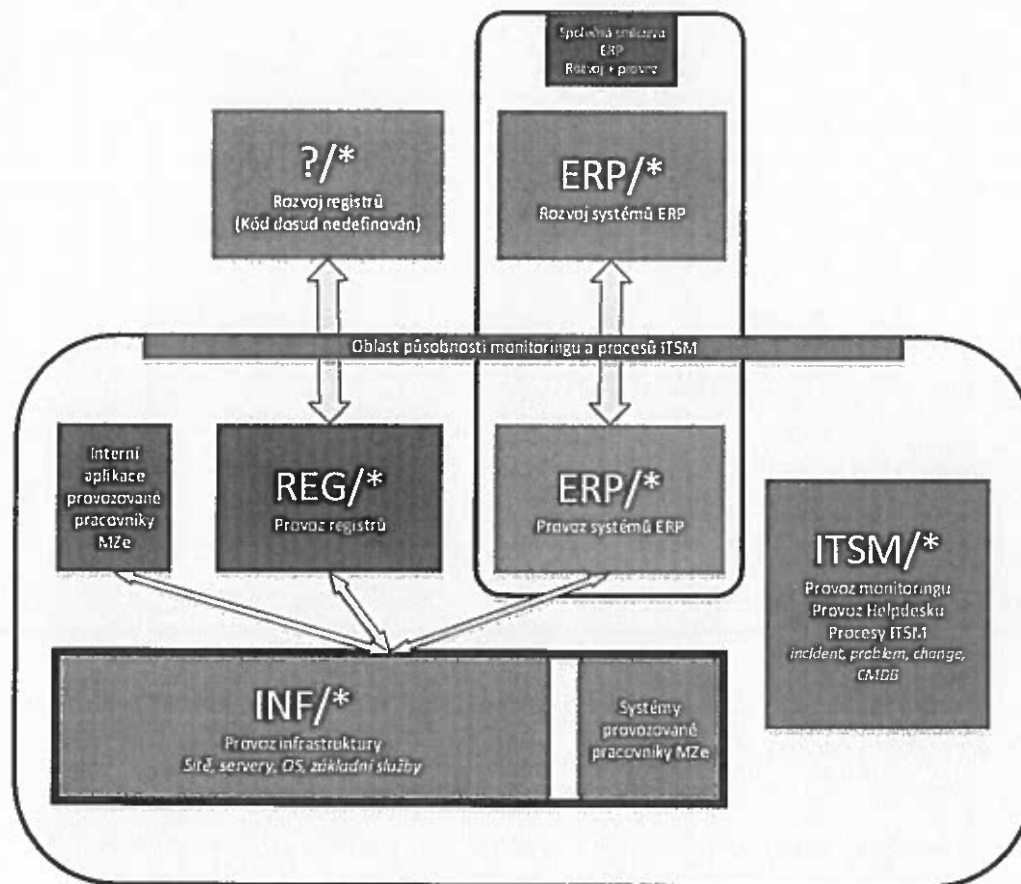 Společná smlouva
ERP
Rozvoj + provoz
?/*
Rozvoj registrů
(Kód dosud nedefinován)
ERP/*
Rozvoj systémů ERP
Oblast působnosti monitoringu a procesů ITSM
Interní
aplikace
provozované
pracovníky
MZe
REG/*
Provoz registrů
ERP/*
Provoz systémů ERP
ITSM/*
Provoz monitoringu
Provoz Helpdesku
Procesy ITSM
incident, problem, change,
CMDB
INF/*
Provoz infrastruktury
Sítě, servery, OS, základní služby
Systémy
provozované
pracovníky MZe